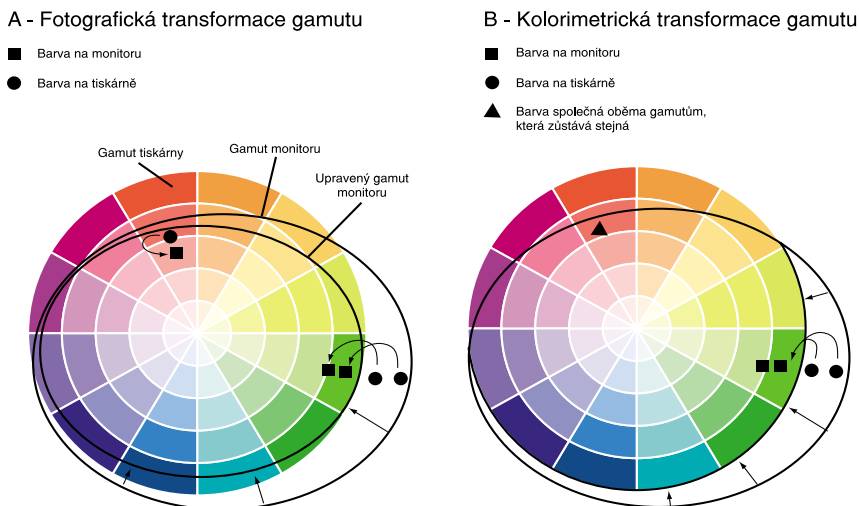 A - Fotografická transformace gamutu
Barva na monitoru
Barva na tiskárně
Gamut tiskárny
Gamut monitoru
Upravený gamut
monitoru
B - Kolorimetrická transformace gamutu
Barva na monitoru
Barva na tiskárně
Barva společná oběma gamutům,
která zůstává stejná